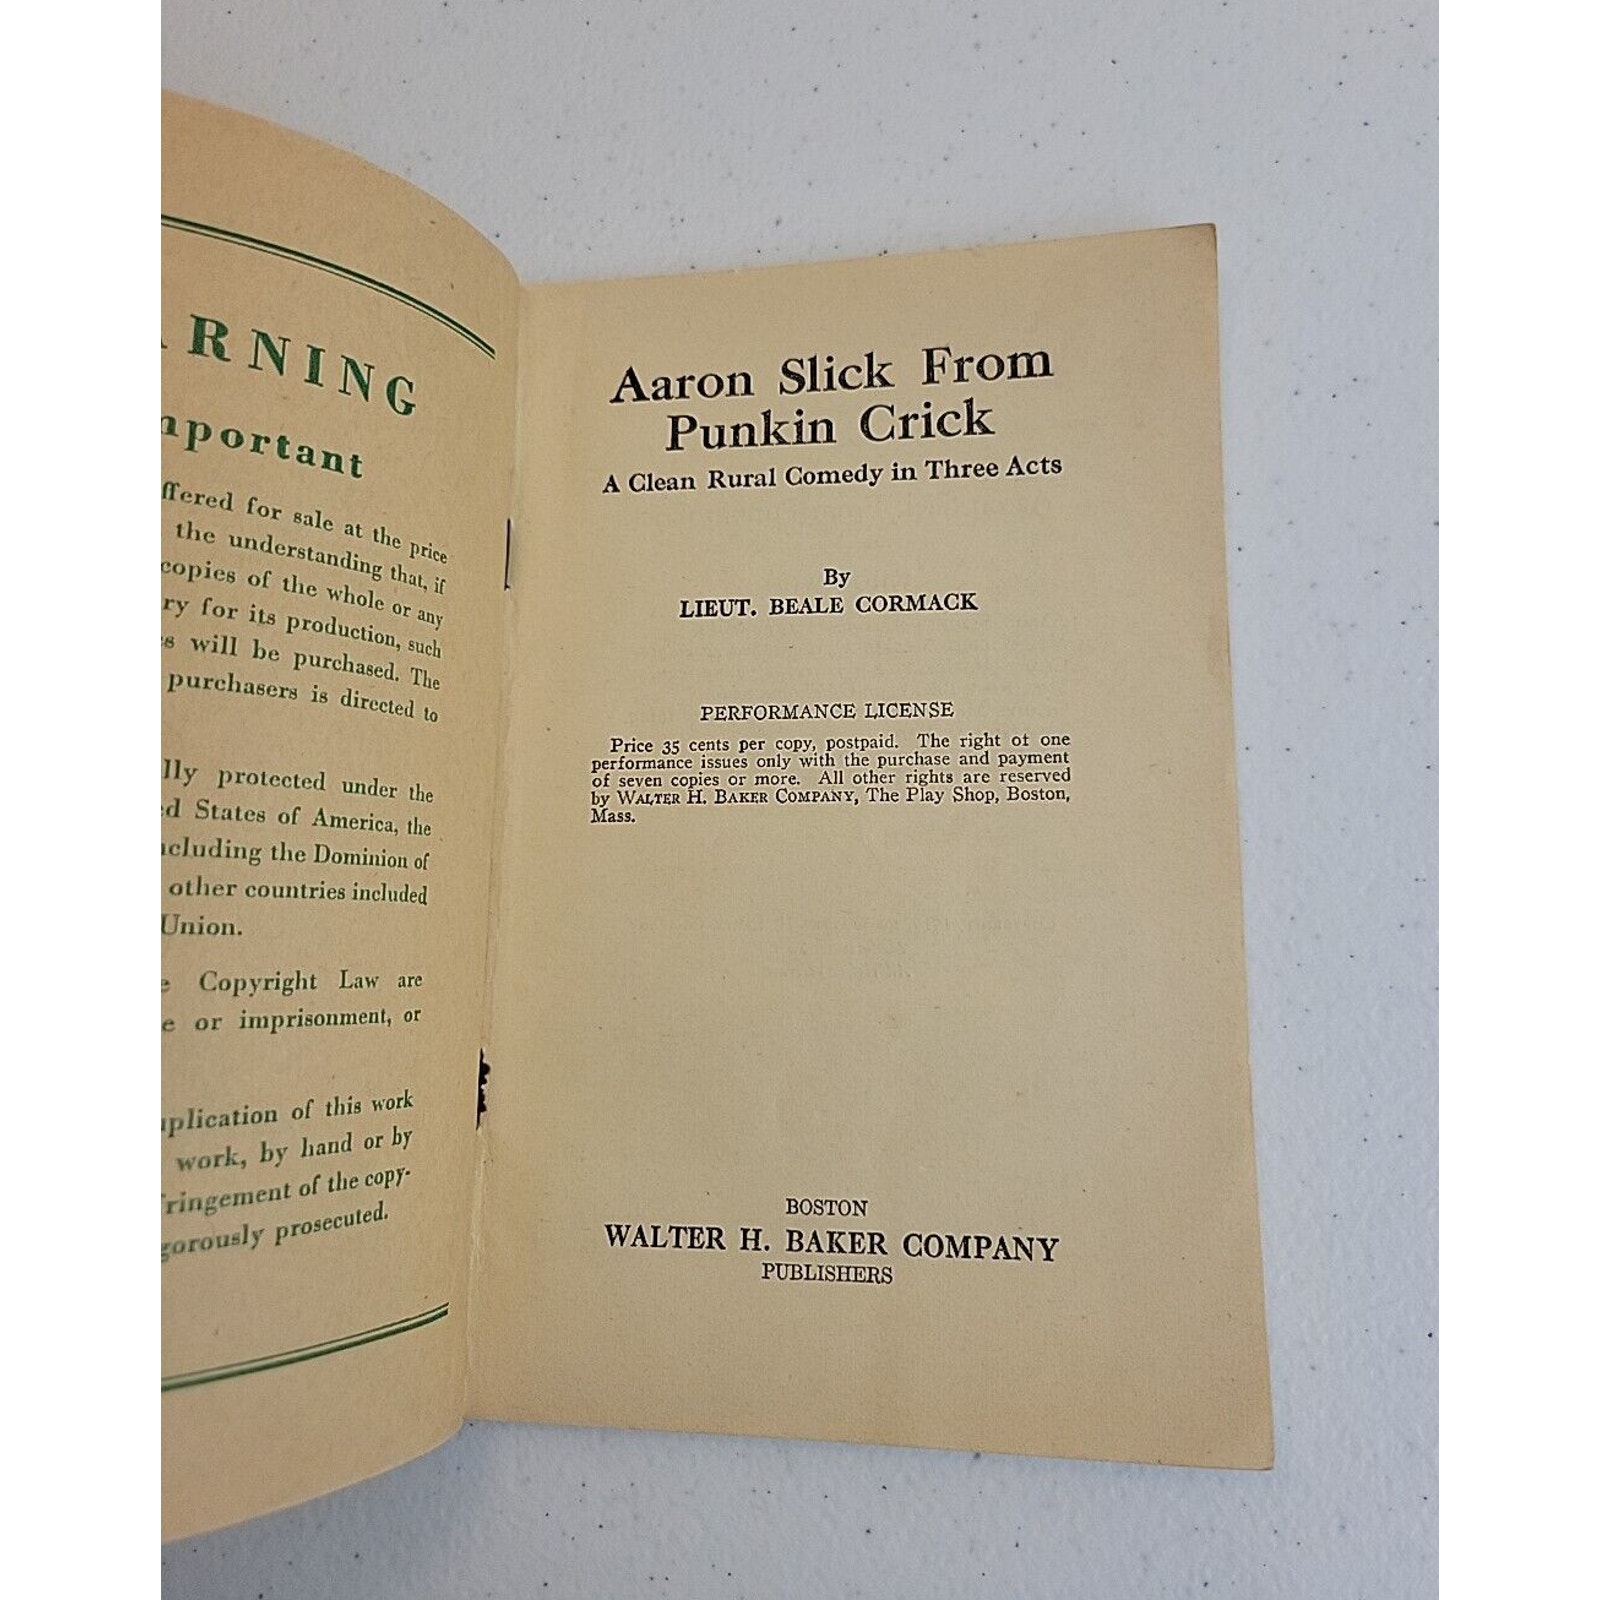 RNING
portant
ffered for sale at the price
the understanding that, if
copies of the whole or any
ry for its production, such
s will be purchased. The
purchasers is directed to
lly protected under the
d States of America, the
cluding the Dominion of
other countries included
Union.
e Copyright Law are
e or imprisonment, or
plication of this work
work, by hand or by
fringement of the copy-
gorously prosecuted.
Aaron Slick From
Punkin Crick
A Clean Rural Comedy in Three Acts
By
LIEUT. BEALE CORMACK
PERFORMANCE LICENSE
Price 35 cents per copy, postpaid. The right of one
performance issues only with the purchase and payment
of seven copies or more. All other rights are reserved
by WALTER H. BAKER COMPANY, The Play Shop, Boston,
Mass.
BOSTON
WALTER H. BAKER COMPANY
PUBLISHERS